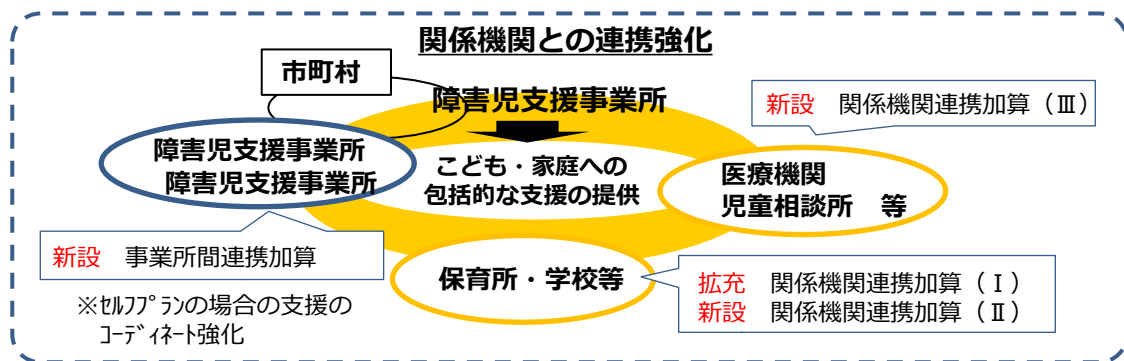 関係機関との連携強化
市町村
障害児支援事業所
新設 関係機関連携加算(Ⅲ)
障害児支援事業所
障害児支援事業所
こども・家庭への
包括的な支援の提供
医療機関
児童相談所 等
新設 事業所間連携加算
保育所・学校等
拡充 関係機関連携加算(Ⅰ)
新設 関係機関連携加算(Ⅱ)
※ｾﾙﾌﾌﾟﾗﾝの場合の支援の
ｺｰﾃﾞｨﾈｰﾄ強化